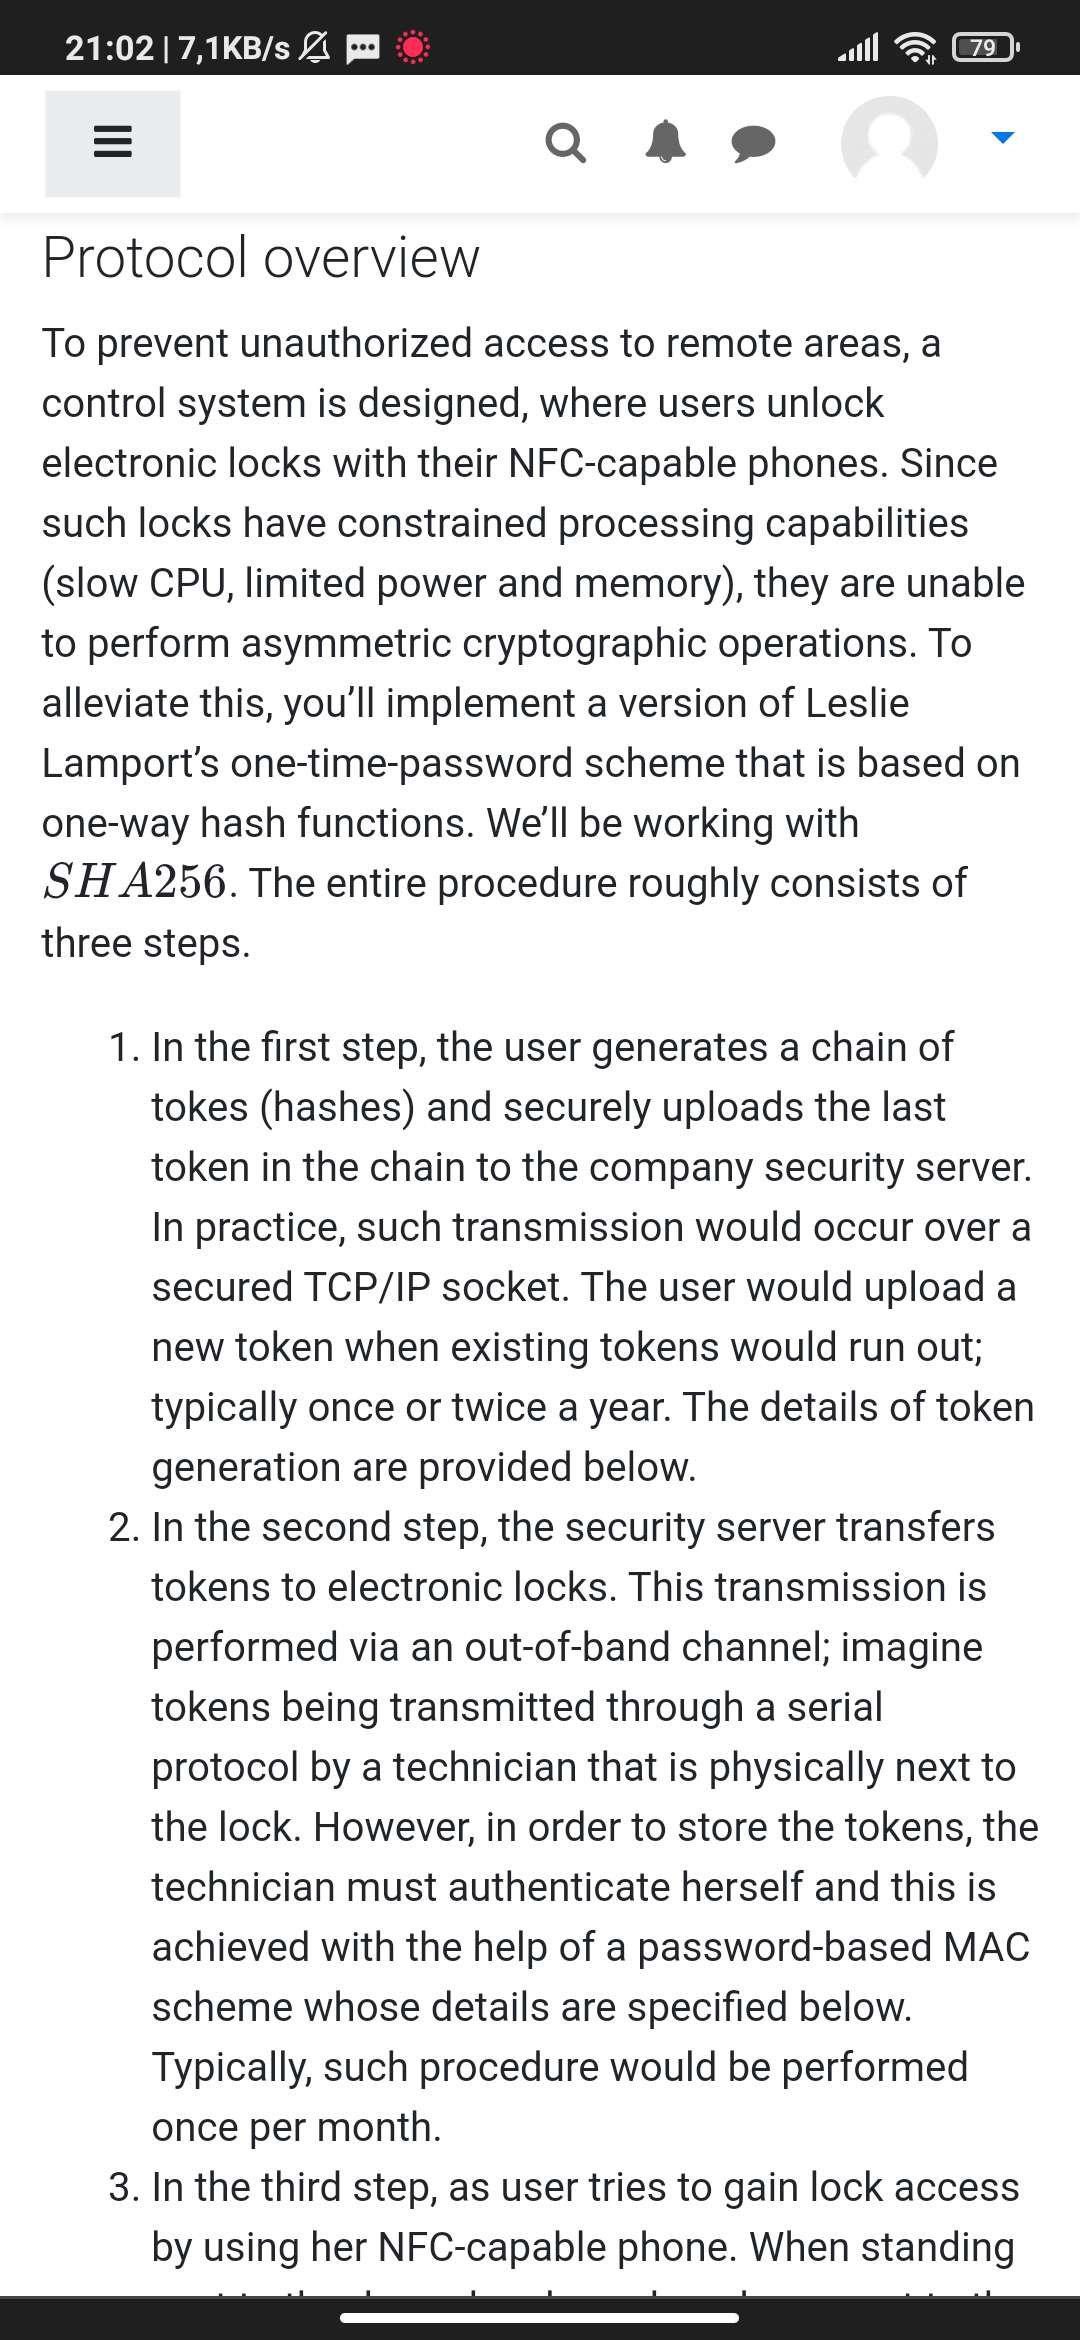 21:02 | 7,1KB/s
79
Protocol overview
To prevent unauthorized access to remote areas, a
control system is designed, where users unlock
electronic locks with their NFC-capable phones. Since
such locks have constrained processing capabilities
(slow CPU, limited power and memory), they are unable
to perform asymmetric cryptographic operations. To
alleviate this, you’ll implement a version of Leslie
Lamport’s one-time-password scheme that is based on
one-way hash functions. We’ll be working with
SHA256. The entire procedure roughly consists of
three steps.
1. In the first step, the user generates a chain of
tokes (hashes) and securely uploads the last
token in the chain to the company security server.
In practice, such transmission would occur over a
secured TCP/IP socket. The user would upload a
new token when existing tokens would run out;
typically once or twice a year. The details of token
generation are provided below.
2. In the second step, the security server transfers
tokens to electronic locks. This transmission is
performed via an out-of-band channel; imagine
tokens being transmitted through a serial
protocol by a technician that is physically next to
the lock. However, in order to store the tokens, the
technician must authenticate herself and this is
achieved with the help of a password-based MAC
scheme whose details are specified below.
Typically, such procedure would be performed
once per month.
3. In the third step, as user tries to gain lock access
by using her NFC-capable phone. When standing